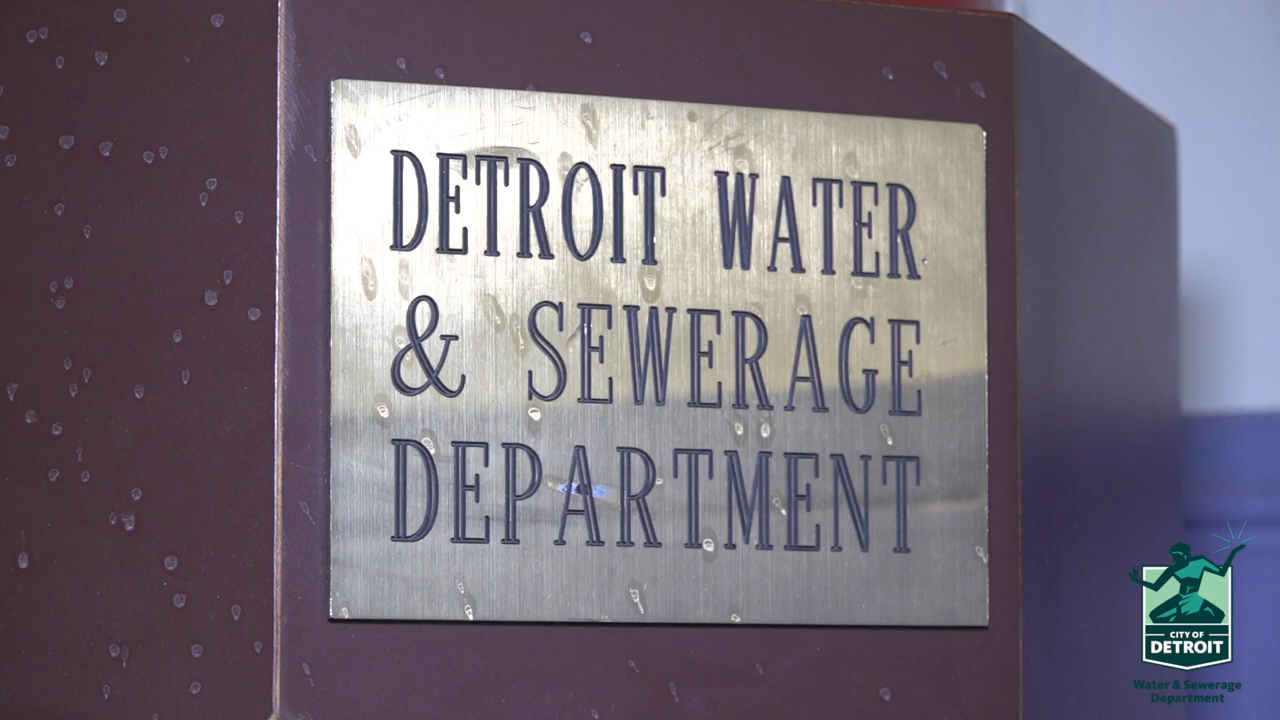 DETROIT WATER
& SEWERAGE
DEPARTMENT
CITY OF
DETROIT
Water & Sewerage
Department